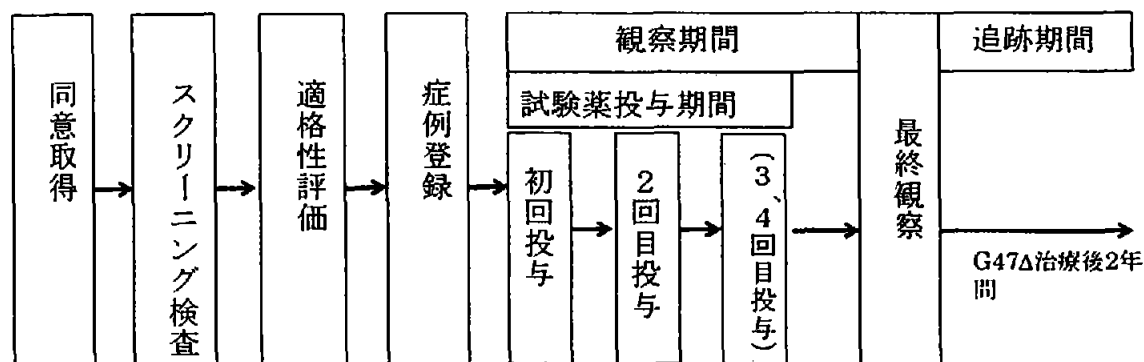 同意取得
スクリーニング検査
適格性評価
症例登録
観察期間
試験薬投与期間
初回投与
2回目投与
(3、4回目投与)
最終観察
追跡期間
G47Δ治療後2年
間